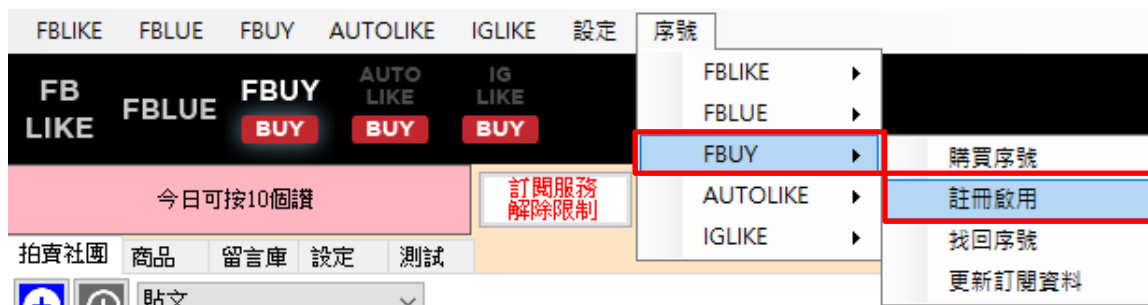 FBLIKE FBLUE FBUY AUTOLIKE IGLIKE 設定 序號
FB
LIKE
FBLUE
FBUY
BUY
AUTO
LIKE
BUY
IG
LIKE
BUY
FBLIKE
FBLUE
FBUY
AUTOLIKE
IGLIKE
購買序號
註冊啟用
找回序號
更新訂閱資料
今日可按10個讚
訂閱服務
解除限制
拍賣社團 商品 留言庫 設定 測試
貼文